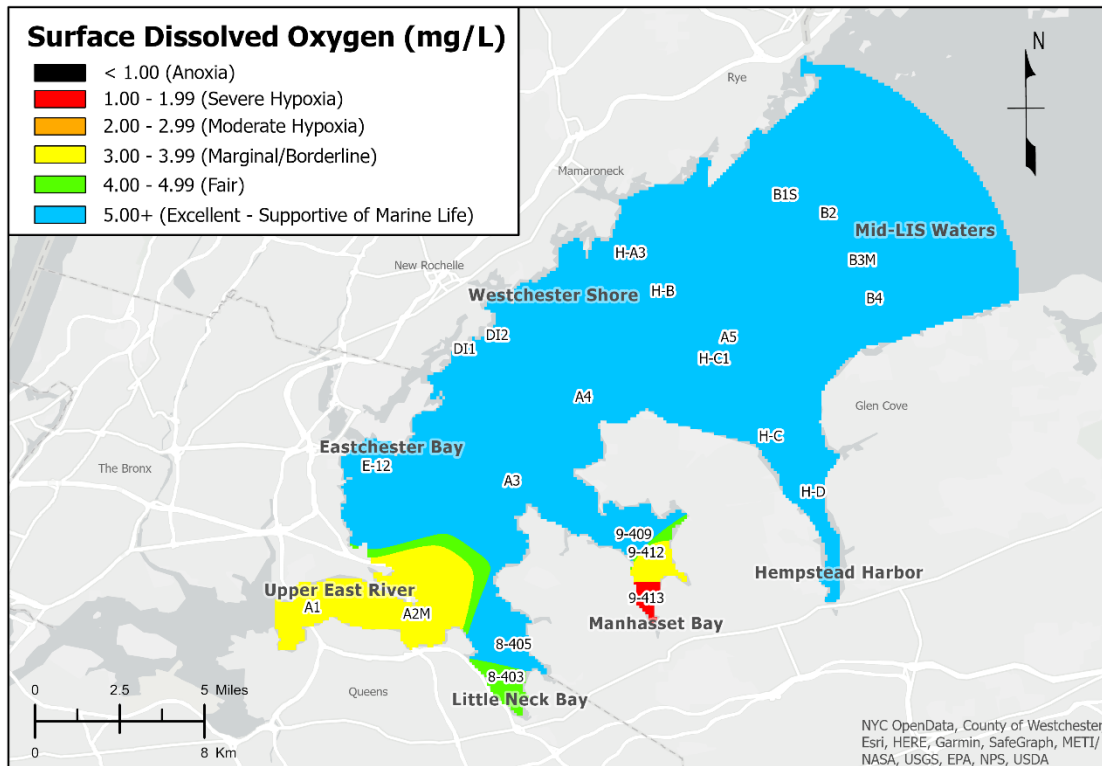 Surface Dissolved Oxygen (mg/L)
< 1.00 (Anoxia)
1.00 - 1.99 (Severe Hypoxia)
2.00 - 2.99 (Moderate Hypoxia)
3.00 - 3.99 (Marginal/Borderline)
4.00 - 4.99 (Fair)
5.00+ (Excellent - Supportive of Marine Life)
N
Rye
Mamaroneck
B1S
B2
Mid-LIS Waters
H-A3
B3M
New Rochelle
H-B
Westchester Shore
B4
DI2
A5
DI1
H-C1
A4
Glen Cove
H-C
Eastchester Bay
E-12
The Bronx
A3
H-D
9-409
9-412
Hempstead Harbor
Upper East River
9-413
A1
A2M
Manhasset Bay
8-405
8-403
Queens
Little Neck Bay
0 2.5 5 Miles
0 8 Km
NYC OpenData, County of Westchester,
Esri, HERE, Garmin, SafeGraph, METI/
NASA, USGS, EPA, NPS, USDA